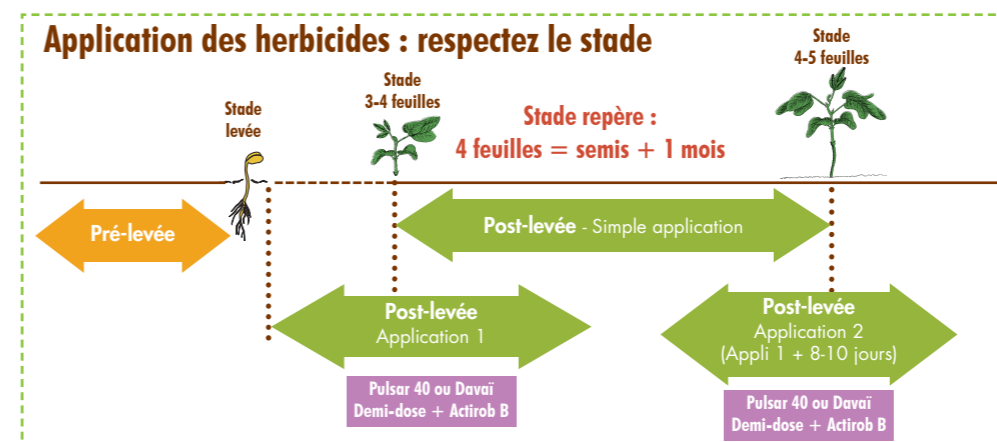 Application des herbicides : respectez le stade
Stade
levée
Stade
3-4 feuilles
Stade repère :
4 feuilles = semis + 1 mois
Stade
4-5 feuilles
Pré-levée
Post-levée - Simple application
Post-levée
Application 1
Post-levée
Application 2
(Appli 1 + 8-10 jours)
Pulsar 40 ou Davaï
Demi-dose + Actirob B
Pulsar 40 ou Davaï
Demi-dose + Actirob B